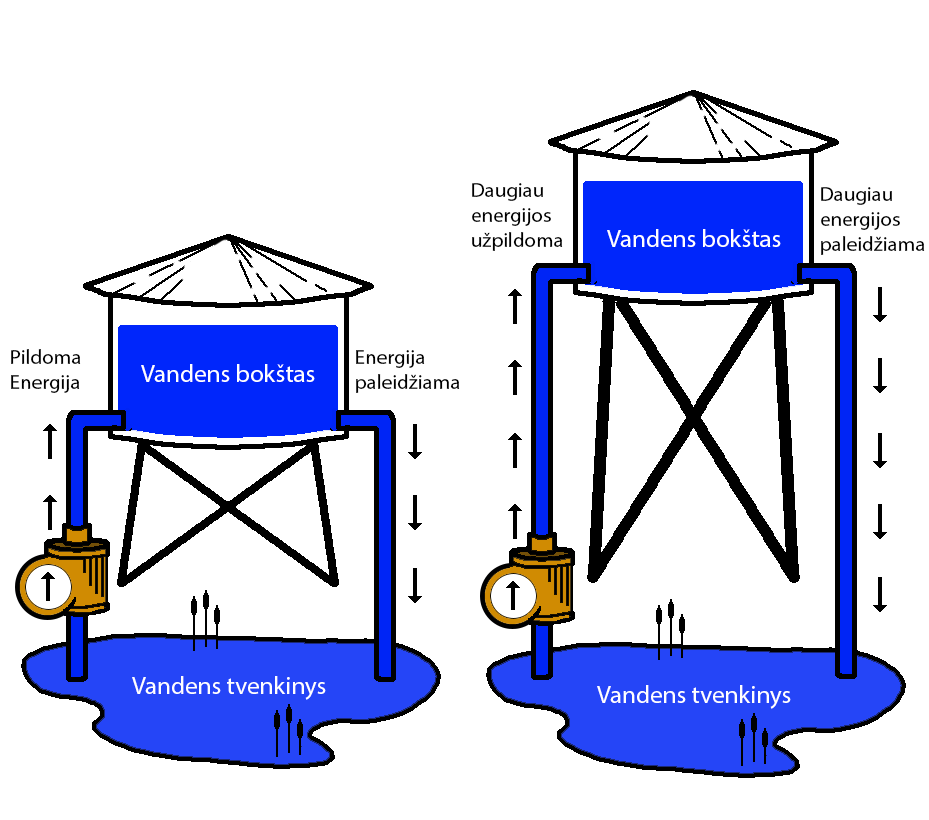 Pildoma
Energija
Vandens bokštas
Energija
paleidžiama
Vandens tvenkinys
Daugiau
energijos
užpildoma
Vandens bokštas
Daugiau
energijos
paleidžiama
Vandens tvenkinys